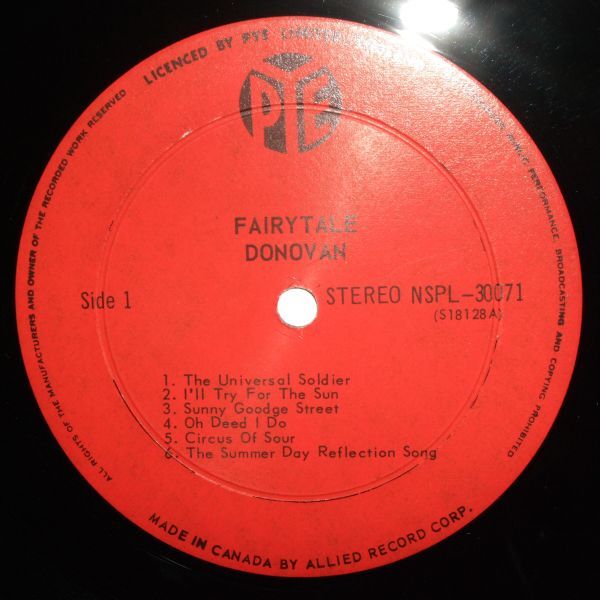 LICENCED BY PYE LIMITED
PYE
ALL RIGHTS OF THE MANUFACTURERS AND OWNER OF THE RECORDED WORK RESERVED
PERFORMANCE, BROADCASTING AND COPYING PROHIBITED
FAIRYTALE
DONOVAN
Side 1
STEREO NSPL-30071
(S18128A)
1. The Universal Soldier
2. I'll Try For The Sun
3. Sunny Goodge Street
4. Oh Deed I Do
5. Circus Of Sour
6. The Summer Day Reflection Song
MADE IN CANADA BY ALLIED RECORD CORP.